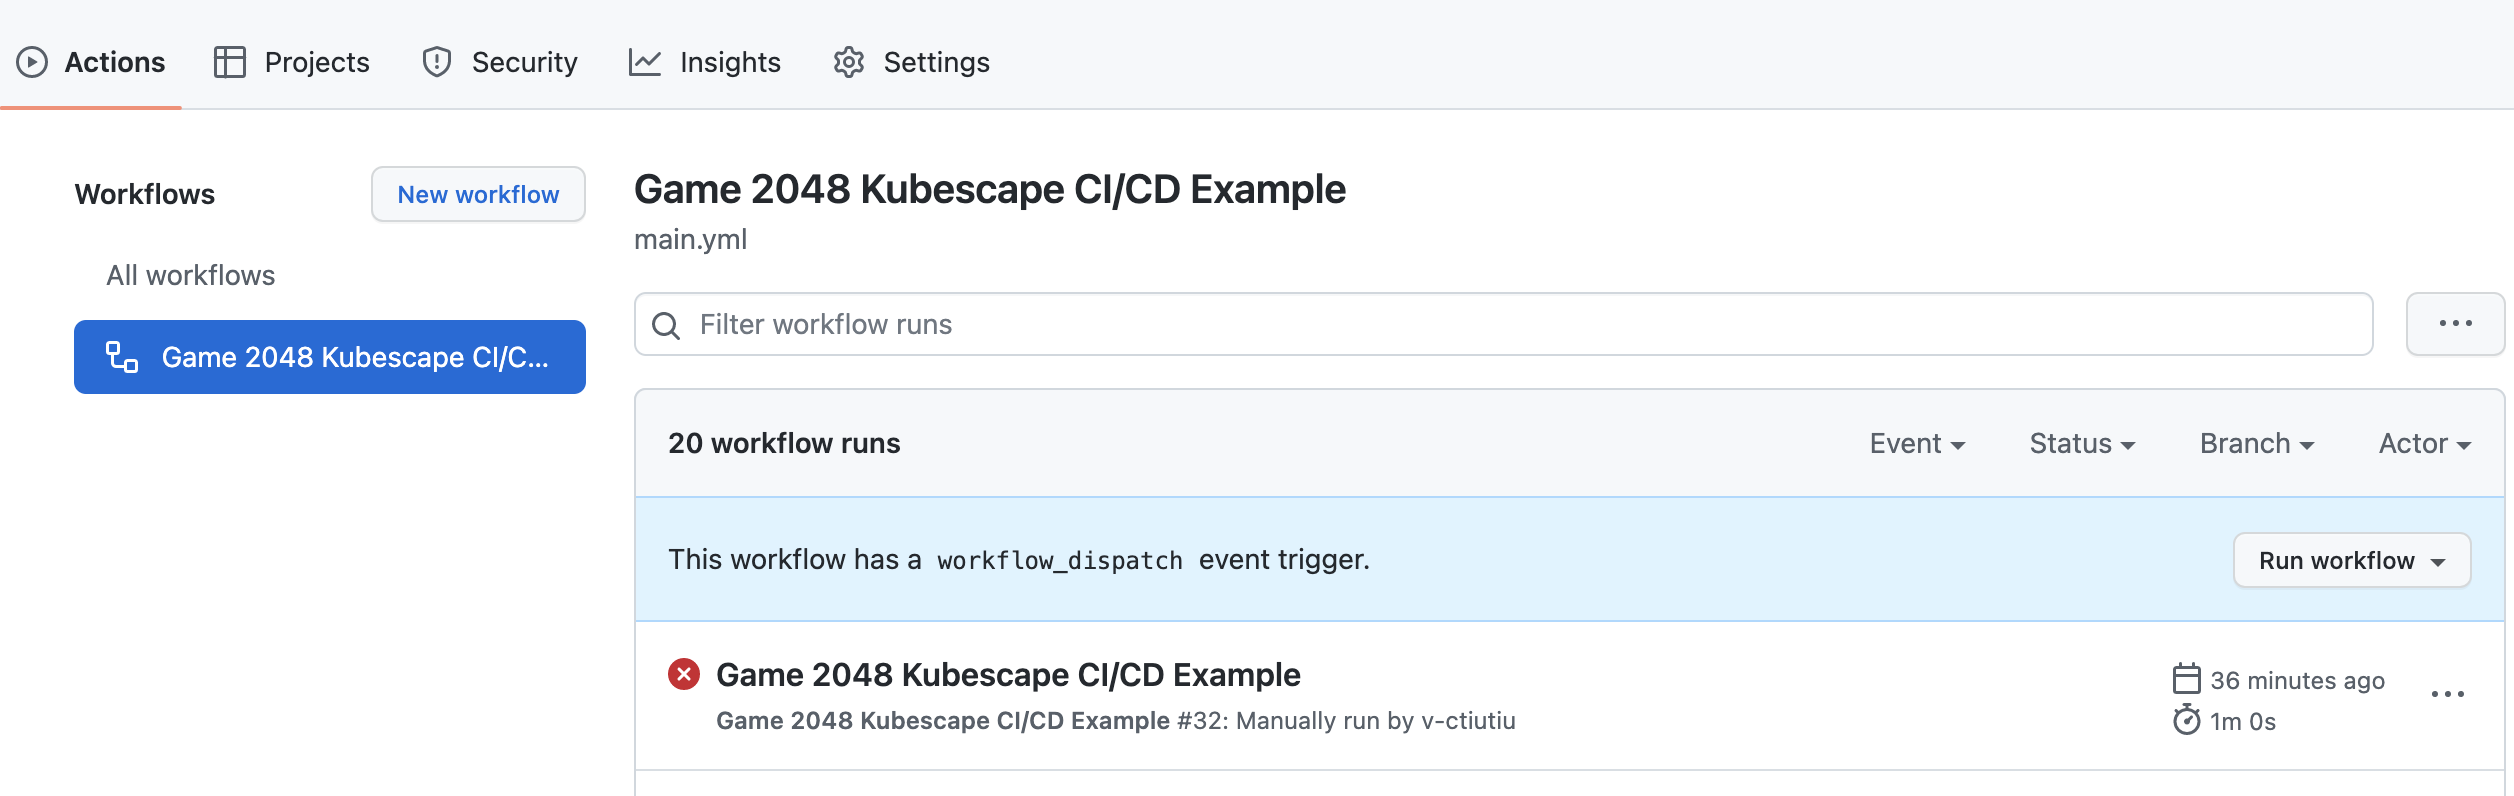 Actions Projects Security Insights Settings
Workflows
New workflow
All workflows
Game 2048 Kubescape CI/C...
Game 2048 Kubescape CI/CD Example
main.yml
Filter workflow runs
20 workflow runs
Event Status Branch Actor
This workflow has a workflow_dispatch event trigger.
Run workflow
Game 2048 Kubescape CI/CD Example
Game 2048 Kubescape CI/CD Example #32: Manually run by v-ctiutiu
36 minutes ago
1m 0s